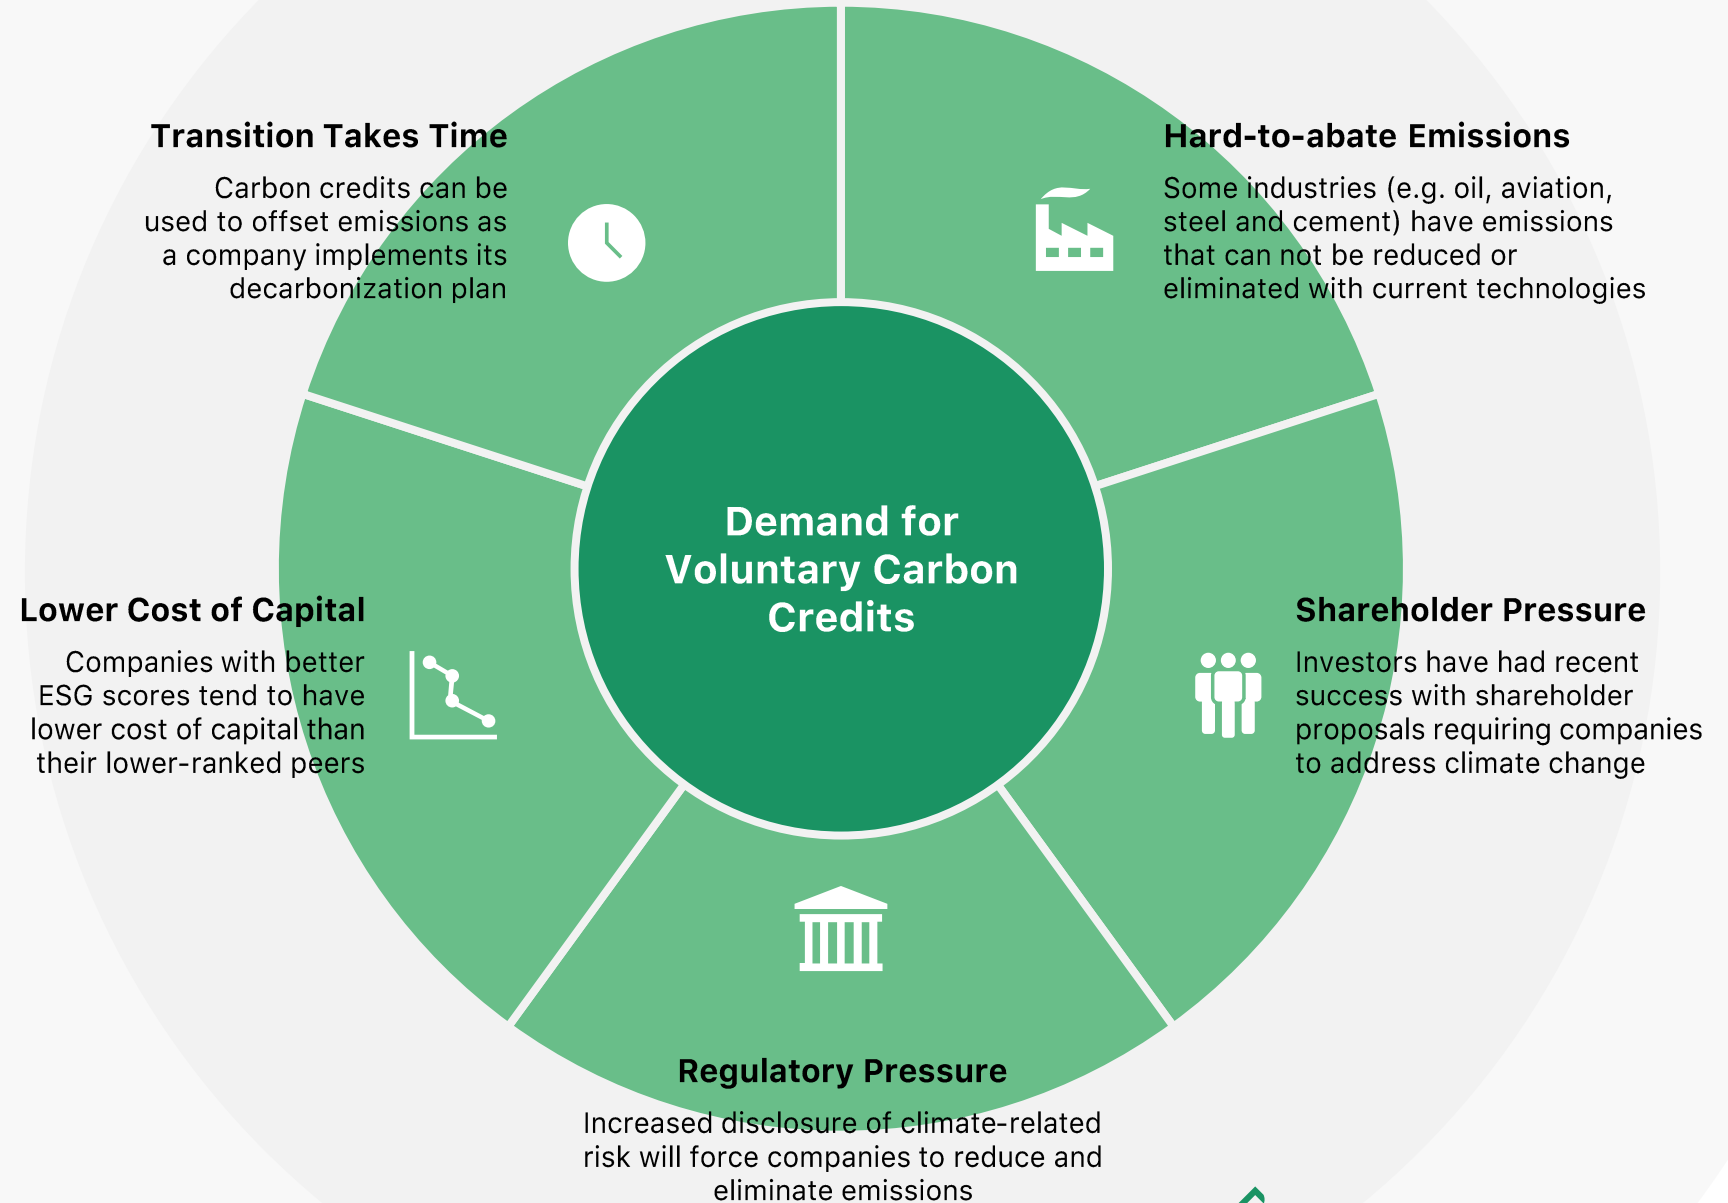 Transition Takes Time
Carbon credits can be
used to offset emissions as
a company implements its
decarbonization plan
Hard-to-abate Emissions
Some industries (e.g. oil, aviation,
steel and cement) have emissions
that can not be reduced or
eliminated with current technologies
Demand for
Voluntary Carbon
Credits
Lower Cost of Capital
Companies with better
ESG scores tend to have
lower cost of capital than
their lower-ranked peers
Shareholder Pressure
Investors have had recent
success with shareholder
proposals requiring companies
to address climate change
Regulatory Pressure
Increased disclosure of climate-related
risk will force companies to reduce and
eliminate emissions